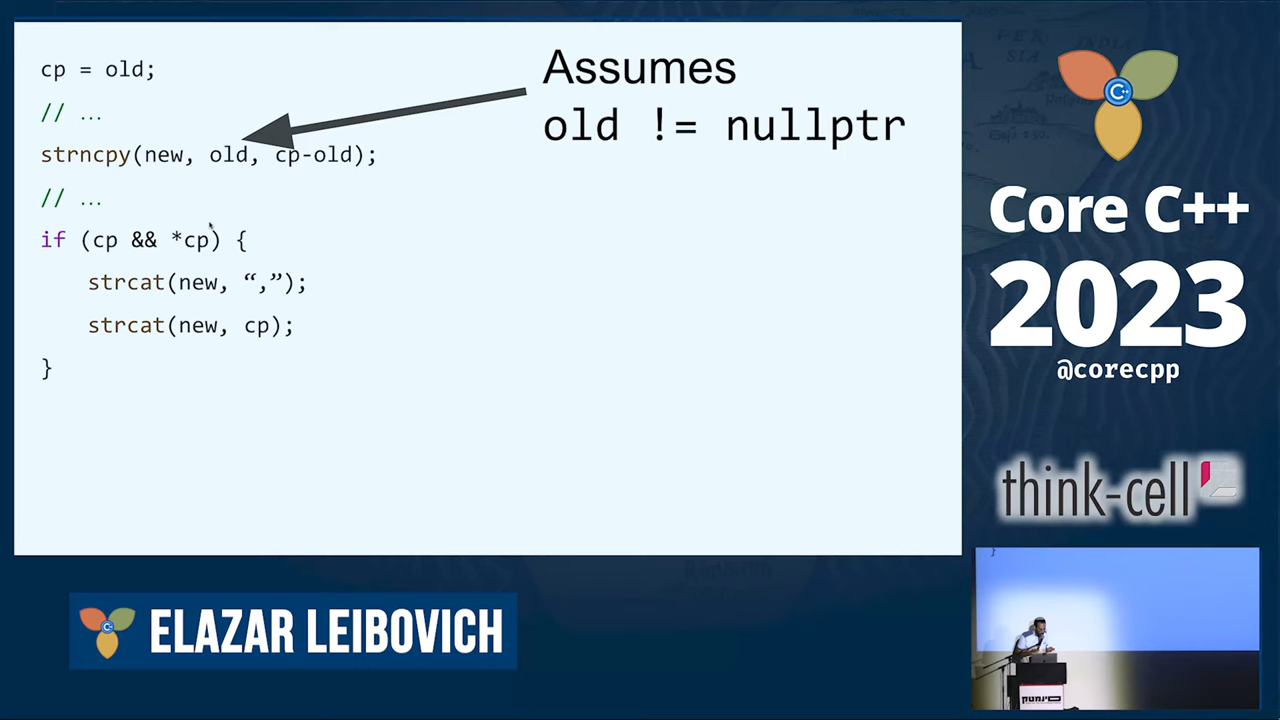 cp = old;
// …
strncpy(new, old, cp-old);
// …
if (cp && *cp) {
strcat(new, “,”);
strcat(new, cp);
}
Assumes
old != nullptr
C++
Core C++
2023
@corecpp
think-cell
ELAZAR LEIBOVICH